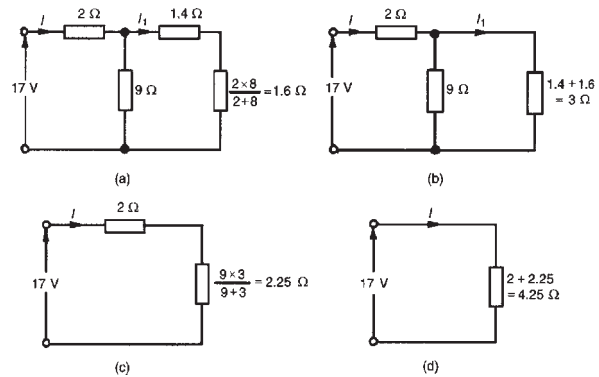 I 2 Ω I₁ 1.4 Ω
17 V 9 Ω 2×8/2+8 = 1.6 Ω
(a)
I 2 Ω I₁
17 V 9 Ω 1.4 + 1.6
= 3 Ω
(b)
I 2 Ω
17 V 9×3/9+3 = 2.25 Ω
(c)
I
17 V 2 + 2.25
= 4.25 Ω
(d)